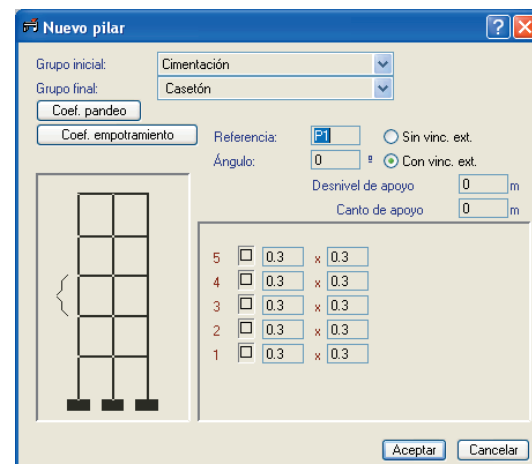 Nuevo pilar
Grupo inicial: Cimentación
Grupo final: Casetón
Coef. pandeo
Coef. empotramiento
Referencia: P1 Sin vinc. ext.
Ángulo: 0 º Con vinc. ext.
Desnivel de apoyo 0 m
Canto de apoyo 0 m
5 0.3 x 0.3
4 0.3 x 0.3
3 0.3 x 0.3
2 0.3 x 0.3
1 0.3 x 0.3
Aceptar Cancelar